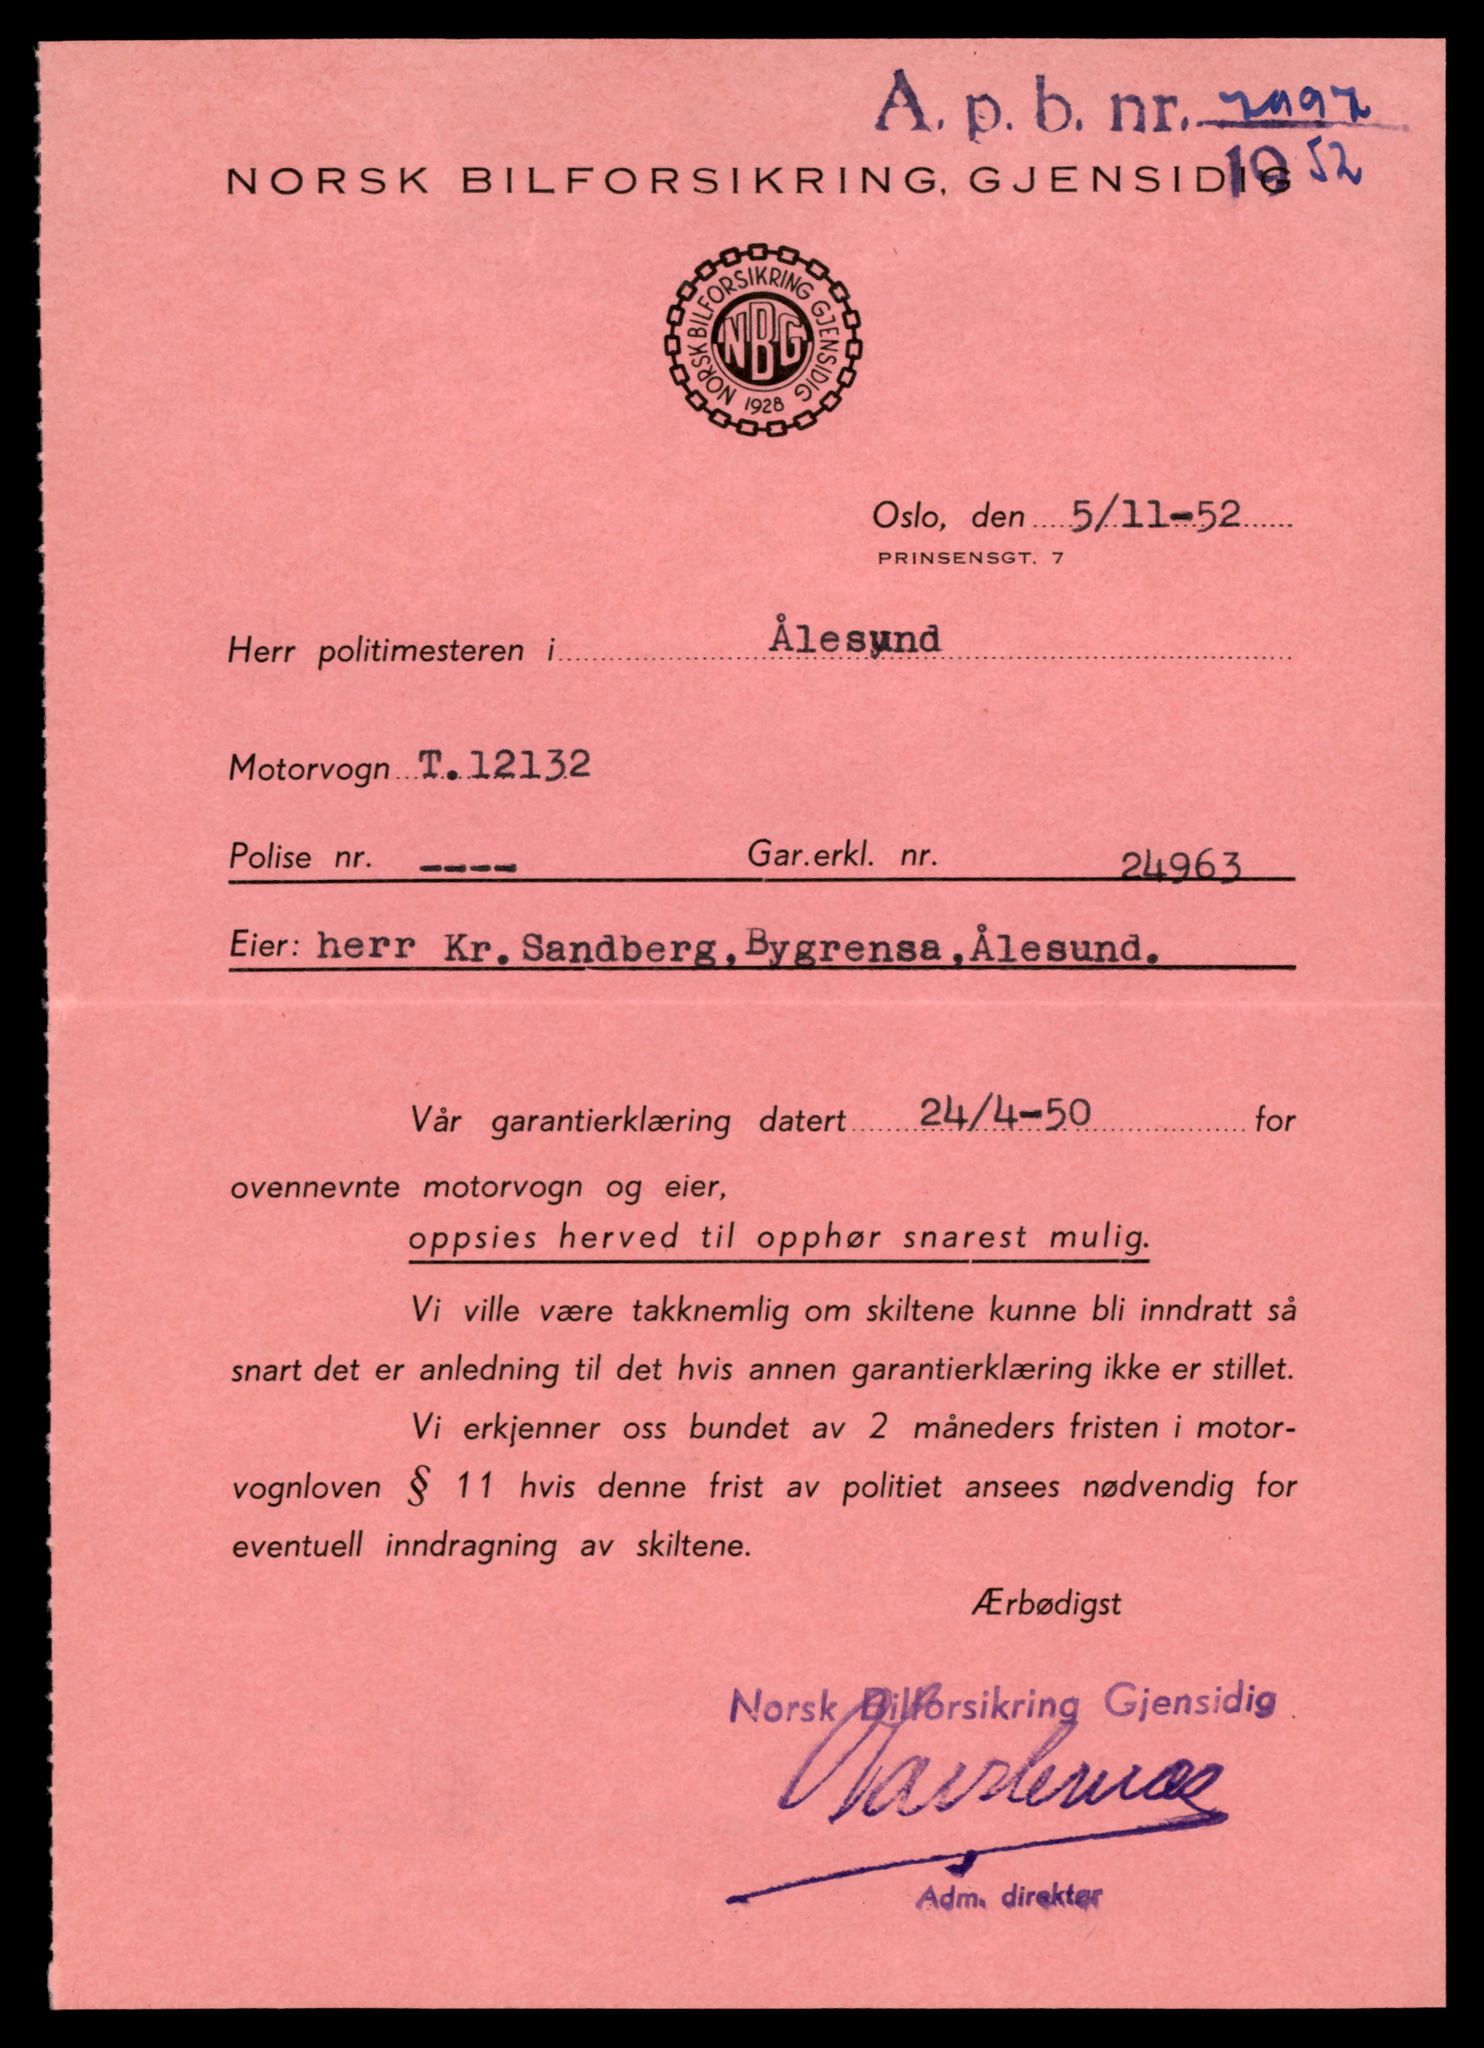 A. p. b. nr.
1952
NORSK BILFORSIKRING, GJENSIDIG
NORSK BILFORSIKRING GJENSIDIG
NBG
1928
Oslo, den 5/11-52
PRINSENSGT. 7
Herr politimesteren i Ålesund
Motorvogn T.12132
Polise nr. ---- Gar.erkl. nr. 24963
Eier: herr Kr.Sandberg,Bygrensa,Ålesund.
Vår garantierklæring datert 24/4-50 for
ovennevnte motorvogn og eier,
oppsies herved til opphør snarest mulig.
Vi ville være takknemlig om skiltene kunne bli inndratt så
snart det er anledning til det hvis annen garantierklæring ikke er stillet.
Vi erkjenner oss bundet av 2 måneders fristen i motor-
vognloven § 11 hvis denne frist av politiet ansees nødvendig for
eventuell inndragning av skiltene.
Ærbødigst
Norsk Bilforsikring Gjensidig
Adm. direktør